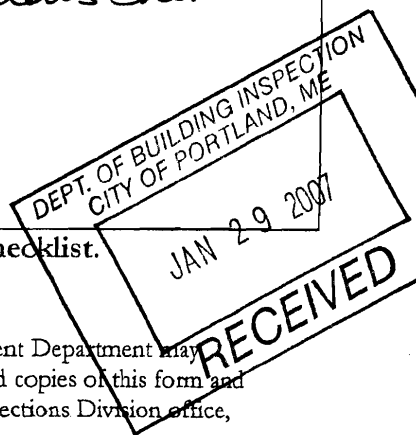 DEPT. OF BUILDING INSPECTION
CITY OF PORTLAND, ME
JAN 29 2007
RECEIVED
hecklist.
ent Department may
d copies of this form and
ections Division office,